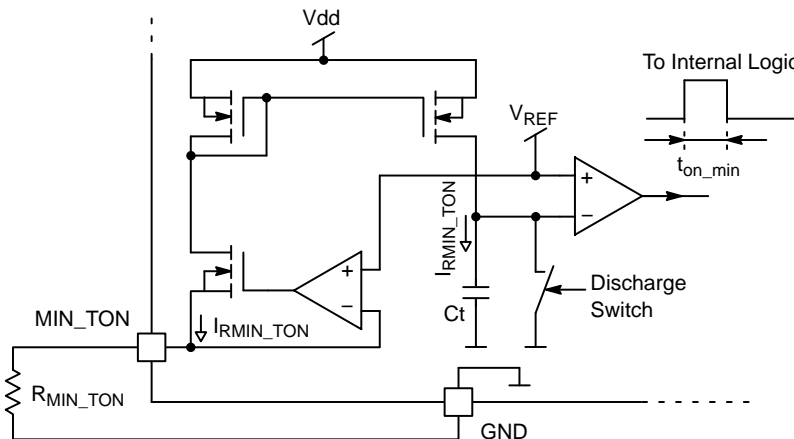 Vdd
To Internal Logic
VREF
ton_min
+
−
IRMIN_TON
+
−
Discharge
Switch
Ct
MIN_TON
IRMIN_TON
RMIN_TON
GND